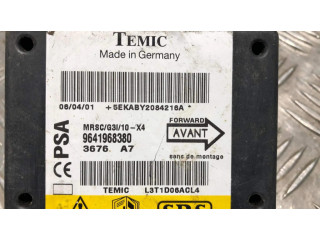 TEMIC
Made in Germany
06/04/01 +5EKABY2084216A *
PSA
MRSC/G3I/10-X4
9641968380
3676 A7
FORWARD
AVANT
sens de montage
TEMIC L3T1D06ACL4
SRS